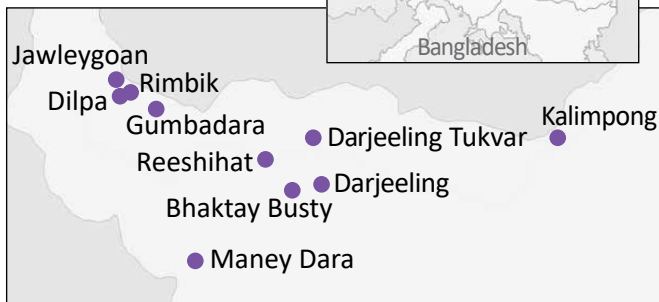 Bangladesh
Jawleygoan
Rimbik
Dilpa
Gumbadara
Kalimpong
Darjeeling Tukvar
Reeshihat
Darjeeling
Bhaktay Busty
Maney Dara